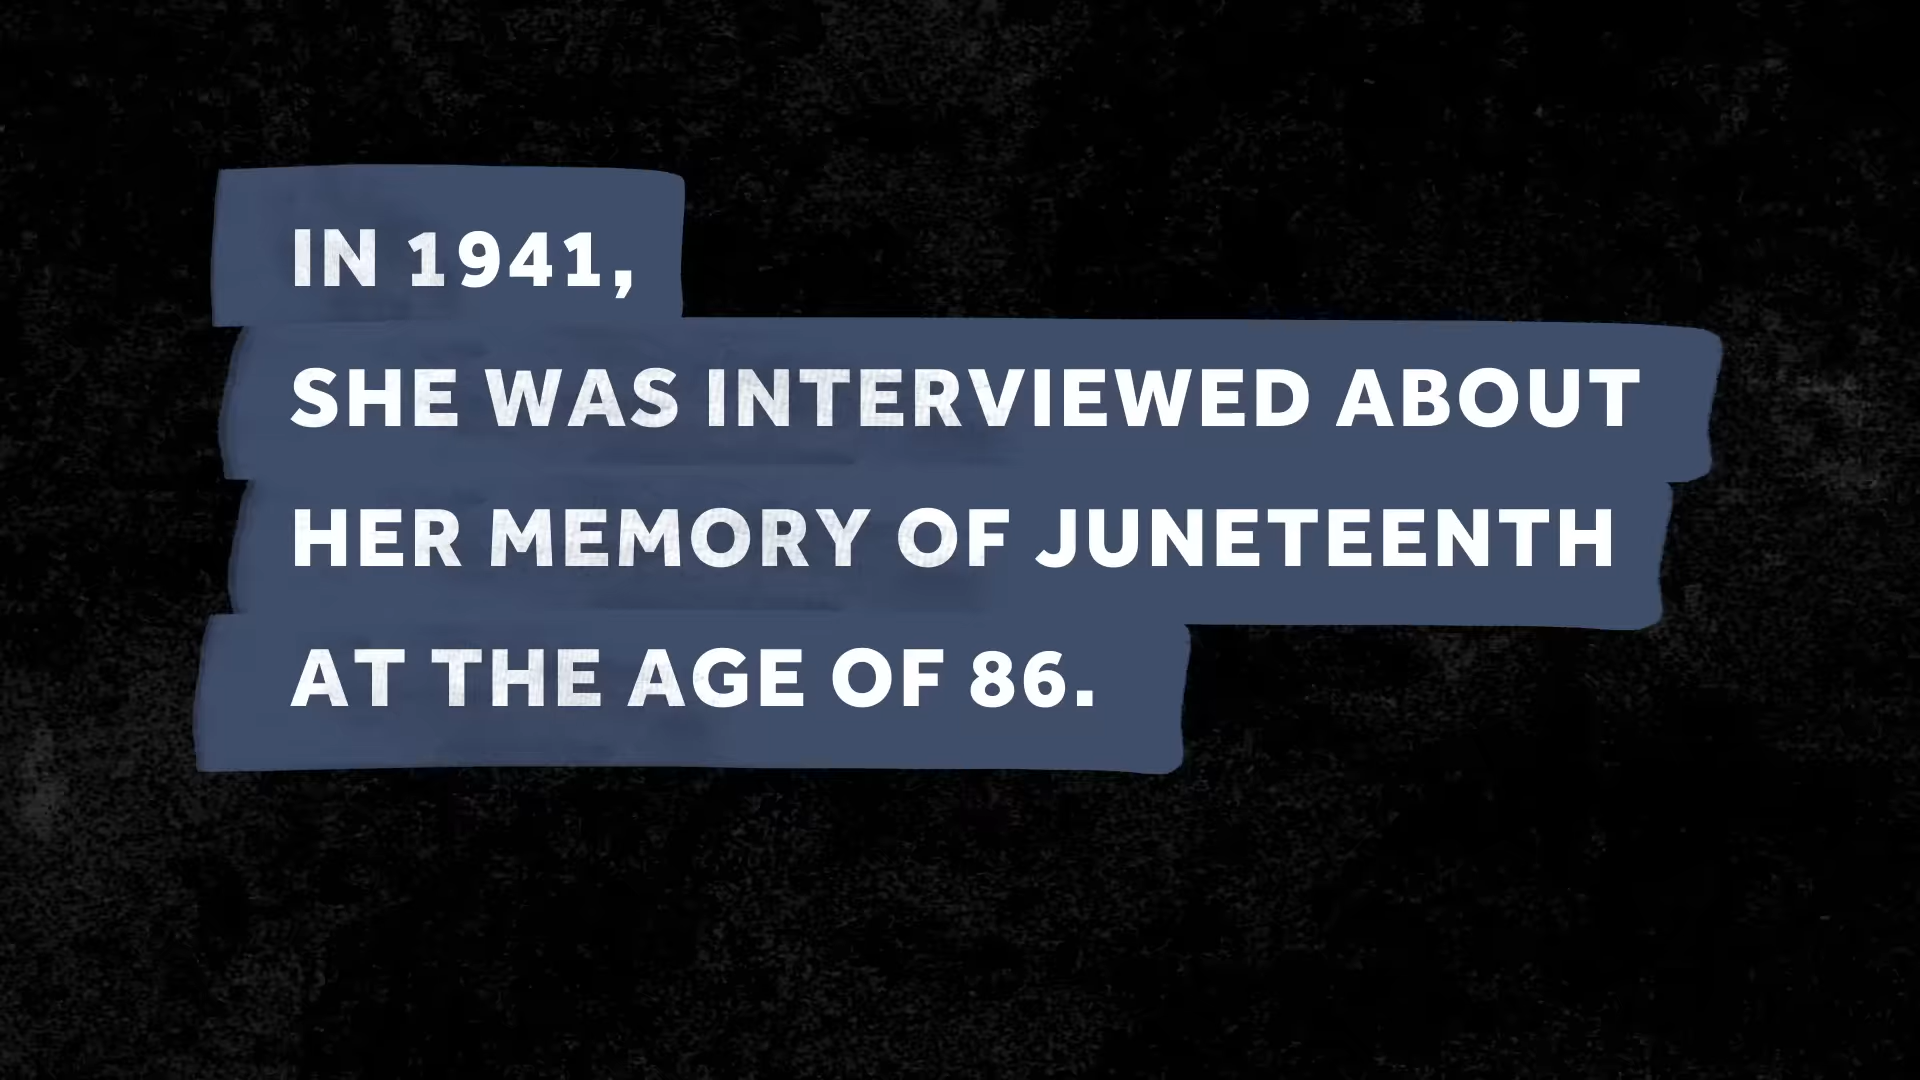 IN 1941,
SHE WAS INTERVIEWED ABOUT
HER MEMORY OF JUNETEENTH
AT THE AGE OF 86.